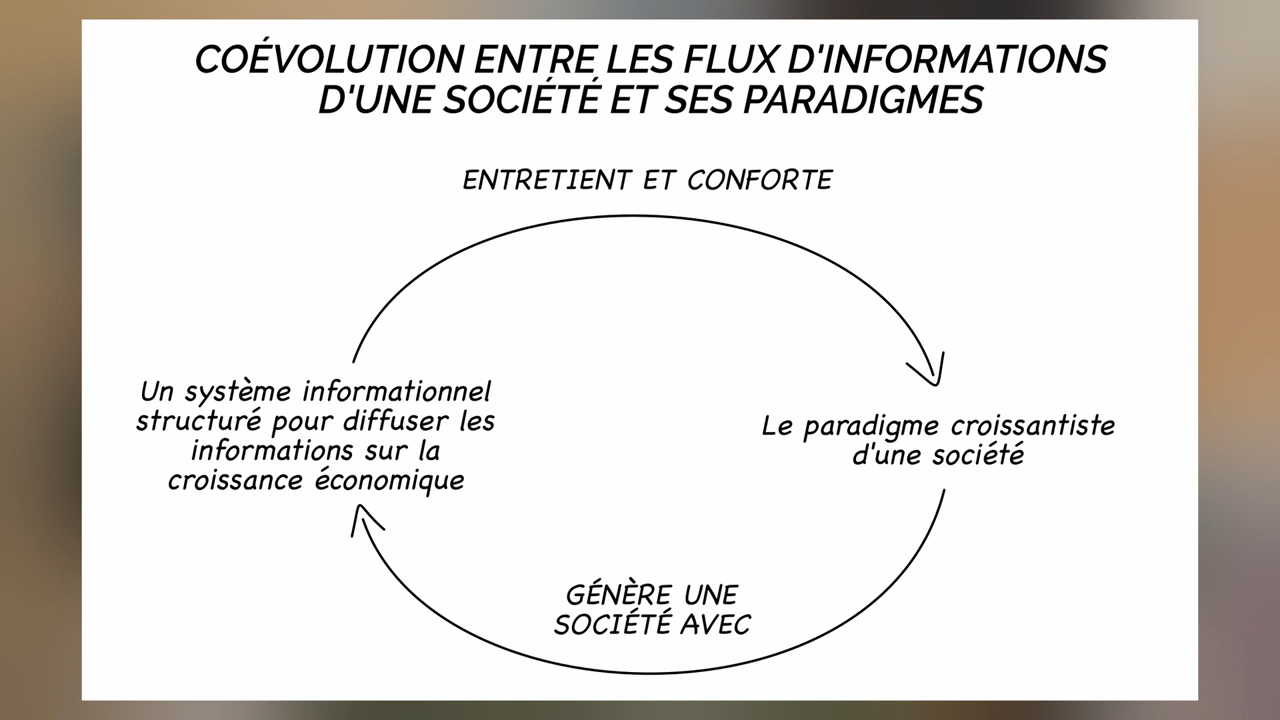 COÉVOLUTION ENTRE LES FLUX D'INFORMATIONS
D'UNE SOCIÉTÉ ET SES PARADIGMES
ENTRETIENT ET CONFORTE
Un système informationnel
structuré pour diffuser les
informations sur la
croissance économique
Le paradigme croissantiste
d'une société
GÉNÈRE UNE
SOCIÉTÉ AVEC